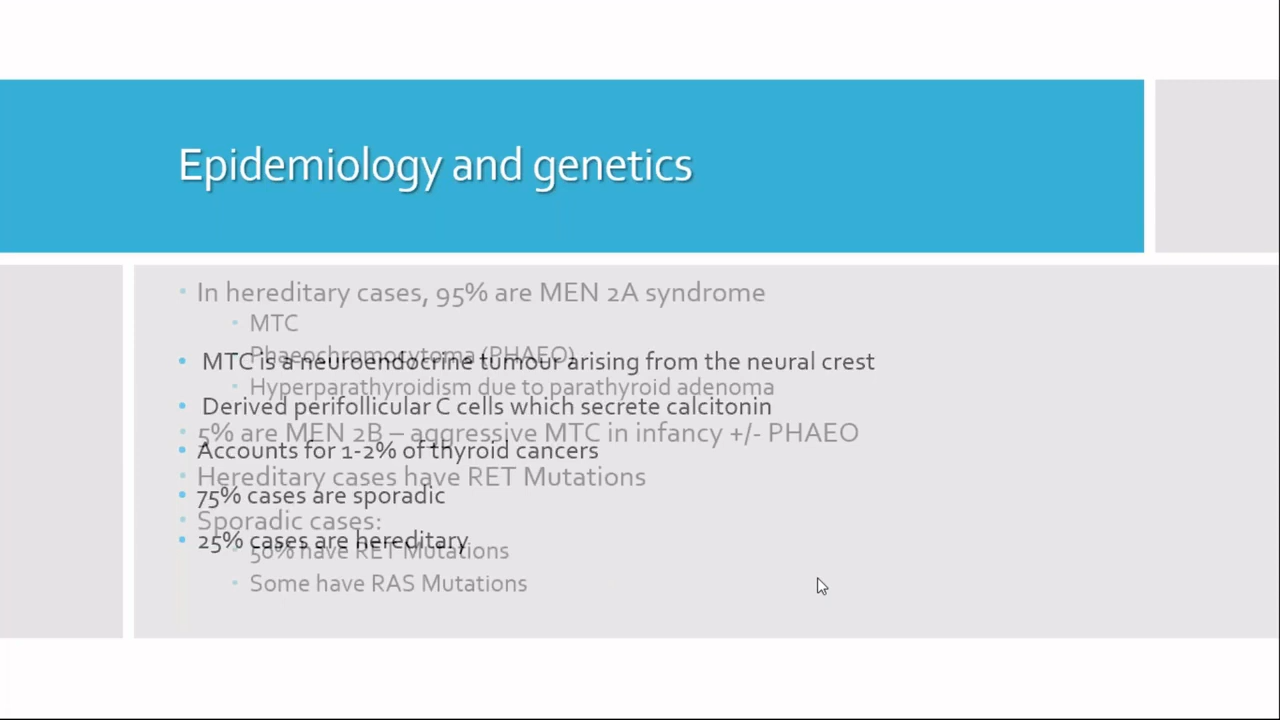 Epidemiology and genetics
• In hereditary cases, 95% are MEN 2A syndrome
• MTC
• Phaeochromocytoma (PHAEO)
• MTC is a neuroendocrine tumour arising from the neural crest
• Hyperparathyroidism due to parathyroid adenoma
• Derived perifollicular C cells which secrete calcitonin
• 5% are MEN 2B – aggressive MTC in infancy +/- PHAEO
• Accounts for 1-2% of thyroid cancers
• Hereditary cases have RET Mutations
• 75% cases are sporadic
• Sporadic cases:
• 25% cases are hereditary
• 50% have RET Mutations
• Some have RAS Mutations